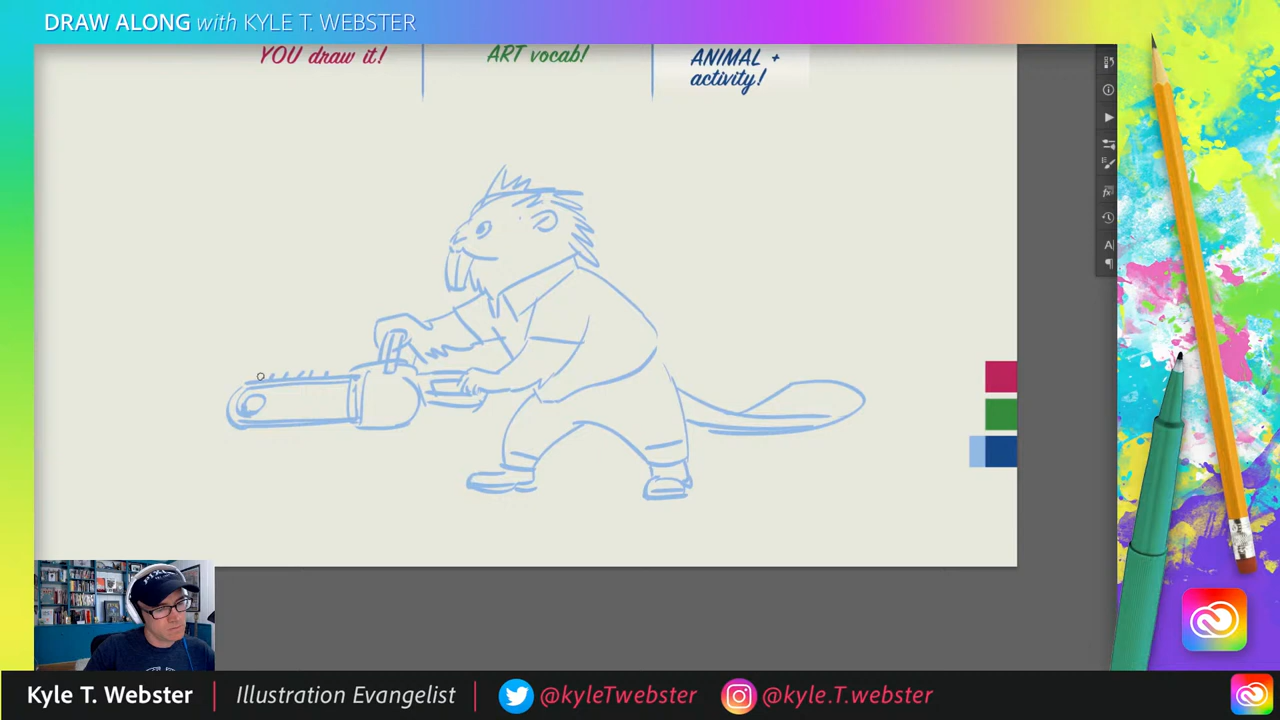 DRAW ALONG with KYLE T. WEBSTER
YOU draw it!
ART vocab!
ANIMAL +
activity!
Kyle T. Webster | Illustration Evangelist | @kyleTwebster @kyle.T.webster